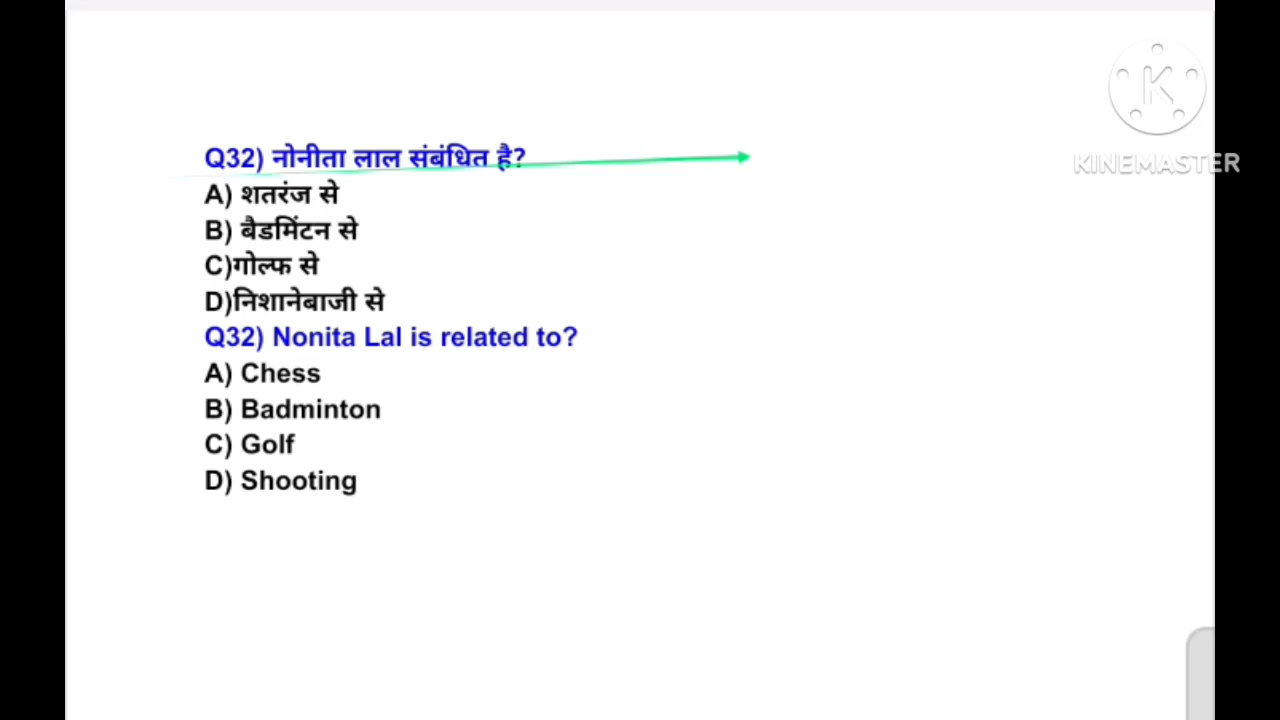 Q32) नोनीता लाल संबंधित है?
A) शतरंज से
B) बैडमिंटन से
C)गोल्फ से
D)निशानेबाजी से
Q32) Nonita Lal is related to?
A) Chess
B) Badminton
C) Golf
D) Shooting
K
KINEMASTER